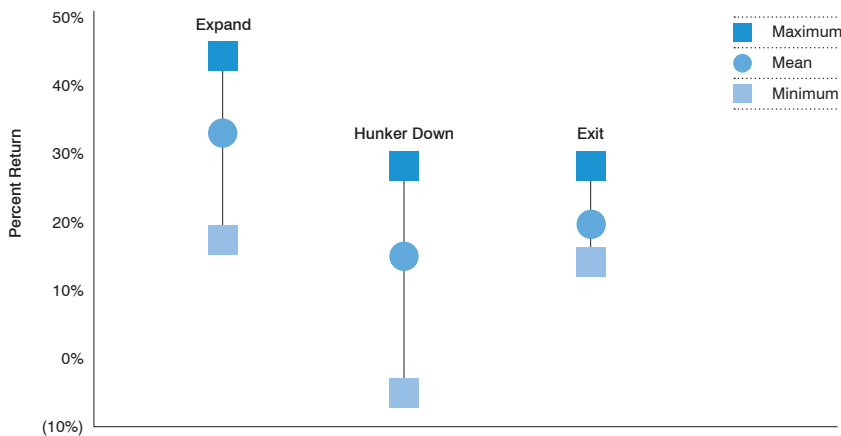 50%
40%
30%
20%
10%
0%
(10%)
Percent Return
Expand
Hunker Down
Exit
Maximum
Mean
Minimum